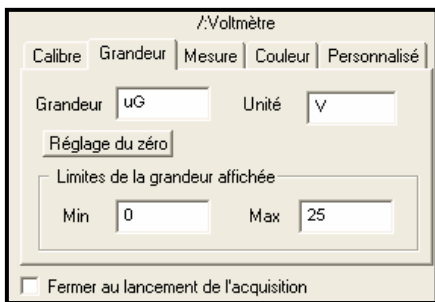 /:Voltmètre
Calibre Grandeur Mesure Couleur Personnalisé
Grandeur uG Unité V
Réglage du zéro
Limites de la grandeur affichée
Min 0 Max 25
Fermer au lancement de l'acquisition